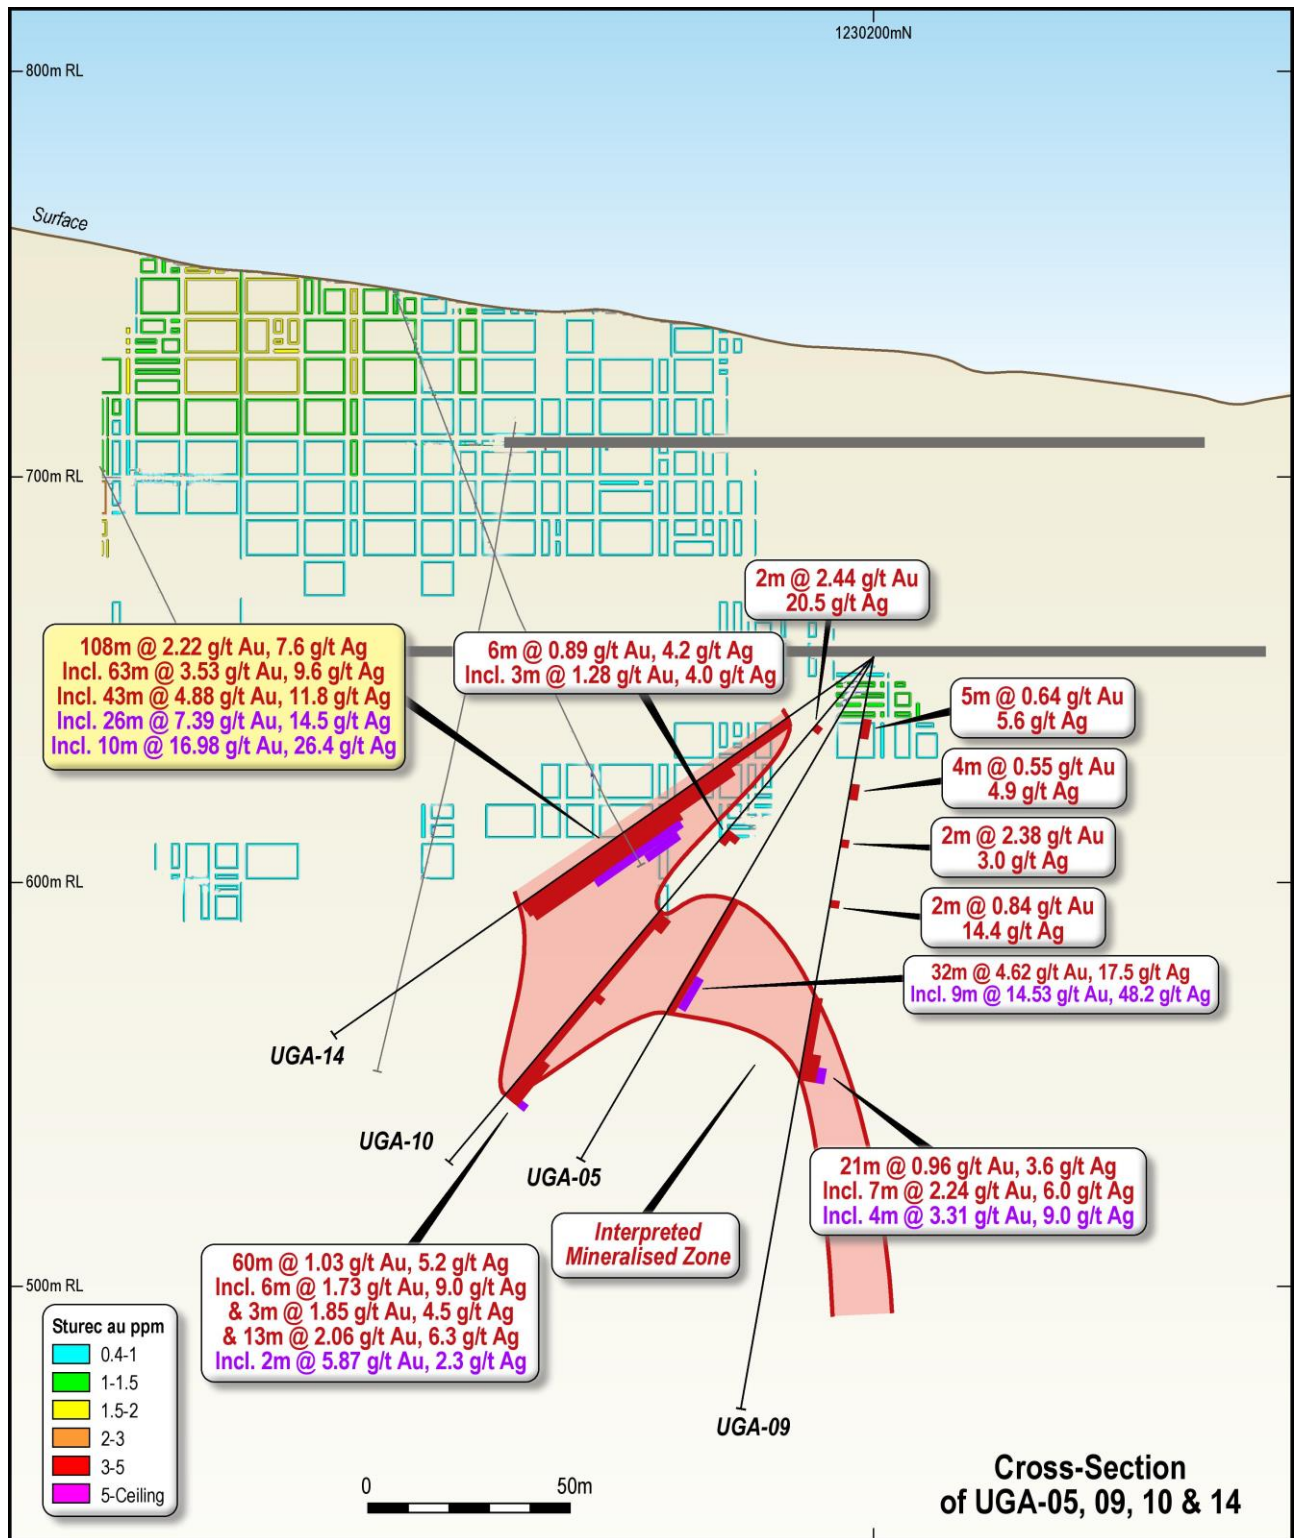 1230200mN
800m RL
Surface
700m RL
2m @ 2.44 g/t Au
20.5 g/t Ag
108m @ 2.22 g/t Au, 7.6 g/t Ag
Incl. 63m @ 3.53 g/t Au, 9.6 g/t Ag
Incl. 43m @ 4.88 g/t Au, 11.8 g/t Ag
Incl. 26m @ 7.39 g/t Au, 14.5 g/t Ag
Incl. 10m @ 16.98 g/t Au, 26.4 g/t Ag
6m @ 0.89 g/t Au, 4.2 g/t Ag
Incl. 3m @ 1.28 g/t Au, 4.0 g/t Ag
5m @ 0.64 g/t Au
5.6 g/t Ag
4m @ 0.55 g/t Au
4.9 g/t Ag
2m @ 2.38 g/t Au
3.0 g/t Ag
600m RL
2m @ 0.84 g/t Au
14.4 g/t Ag
32m @ 4.62 g/t Au, 17.5 g/t Ag
Incl. 9m @ 14.53 g/t Au, 48.2 g/t Ag
UGA-14
UGA-10
UGA-05
21m @ 0.96 g/t Au, 3.6 g/t Ag
Incl. 7m @ 2.24 g/t Au, 6.0 g/t Ag
Incl. 4m @ 3.31 g/t Au, 9.0 g/t Ag
Interpreted
Mineralised Zone
60m @ 1.03 g/t Au, 5.2 g/t Ag
Incl. 6m @ 1.73 g/t Au, 9.0 g/t Ag
& 3m @ 1.85 g/t Au, 4.5 g/t Ag
& 13m @ 2.06 g/t Au, 6.3 g/t Ag
Incl. 2m @ 5.87 g/t Au, 2.3 g/t Ag
500m RL
Sturec au ppm
0.4-1
1-1.5
1.5-2
2-3
3-5
5-Ceiling
UGA-09
0 50m
Cross-Section
of UGA-05, 09, 10 & 14